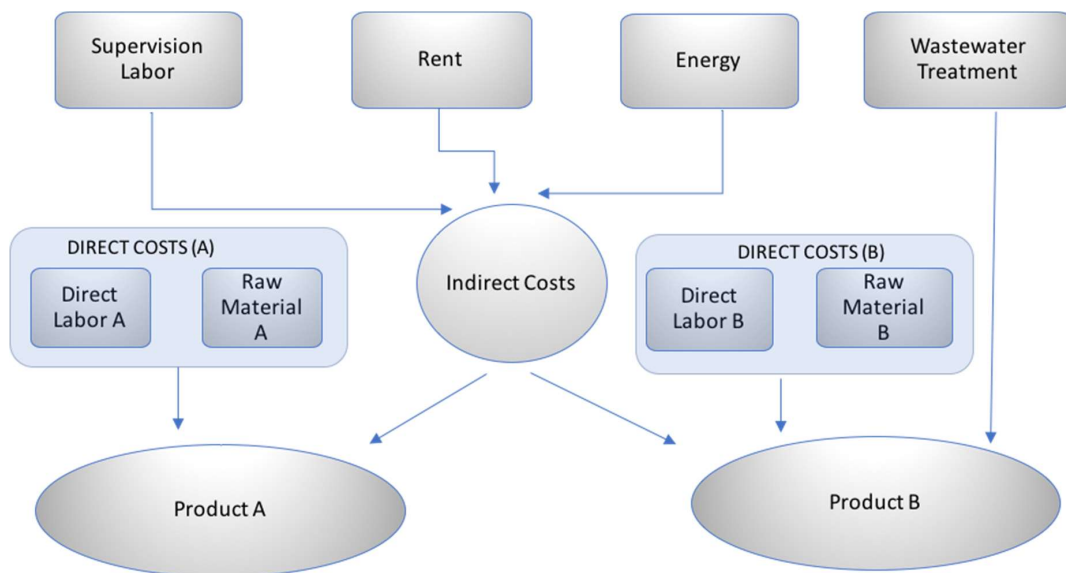 Supervision
Labor
Rent
Energy
Wastewater
Treatment
DIRECT COSTS (A)
Direct
Labor A
Raw
Material
A
Indirect Costs
DIRECT COSTS (B)
Direct
Labor B
Raw
Material
B
Product A
Product B